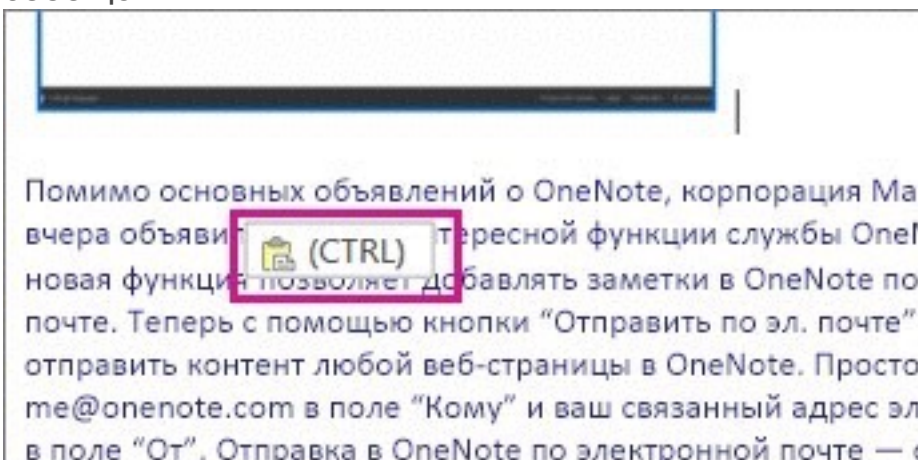 Помимо основных объявлений о OneNote, корпорация Ма
вчера объяви тересной функции службы OneN
(CTRL)
новая функция позволяет добавлять заметки в OneNote по
почте. Теперь с помощью кнопки “Отправить по эл. почте”
отправить контент любой веб-страницы в OneNote. Просто
me@onenote.com в поле “Кому” и ваш связанный адрес эл
в поле “От”. Отправка в OneNote по электронной почте —